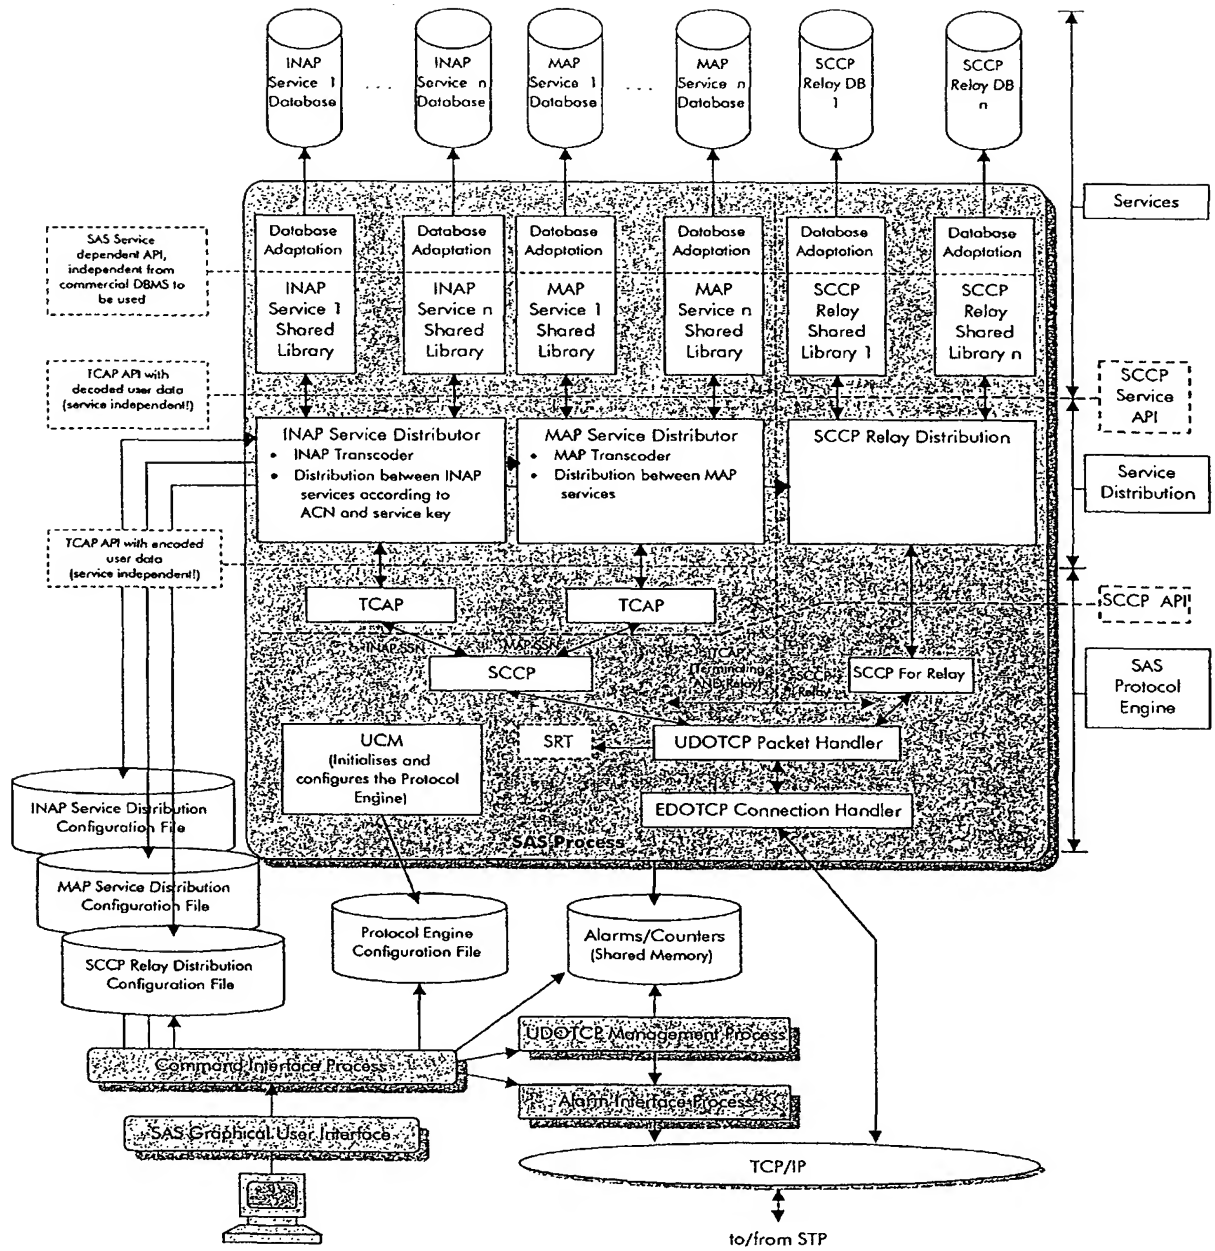 INAP
Service 1
Database
...
INAP
Service n
Database
MAP
Service 1
Database
...
MAP
Service n
Database
SCCP
Relay DB
1
SCCP
Relay DB
n
Services
SAS Service
dependent API,
independent from
commercial DBMS to
be used
Database
Adaptation
INAP
Service 1
Shared
Library
Database
Adaptation
INAP
Service n
Shared
Library
Database
Adaptation
MAP
Service 1
Shared
Library
Database
Adaptation
MAP
Service n
Shared
Library
Database
Adaptation
SCCP
Relay
Shared
Library 1
Database
Adaptation
SCCP
Relay
Shared
Library n
TCAP API with
decoded user data
(service independent!)
SCCP
Service
API
INAP Service Distributor
• INAP Transcoder
• Distribution between INAP
services according to
ACN and service key
MAP Service Distributor
• MAP Transcoder
• Distribution between MAP
services
SCCP Relay Distribution
Service
Distribution
TCAP API with encoded
user data
(service independent!)
TCAP
TCAP
SCCP API
INAP SSN
MAP SSN
SCCP
(TCAP
Terminating
AND Relay)
SCCP
Relay
SCCP For Relay
SAS
Protocol
Engine
UCM
(Initialises and
configures the Protocol
Engine)
SRT
UDOTCP Packet Handler
EDOTCP Connection Handler
SAS Process
INAP Service Distribution
Configuration File
MAP Service Distribution
Configuration File
SCCP Relay Distribution
Configuration File
Protocol Engine
Configuration File
Alarms/Counters
(Shared Memory)
UDOTCP Management Process
Command Interface Process
Alarm Interface Process
SAS Graphical User Interface
TCP/IP
to/from STP